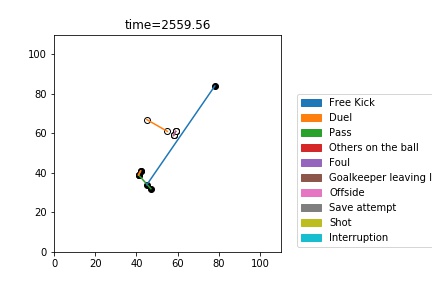 time=2559.56
100
80
60
40
20
0
0 20 40 60 80 100
Free Kick
Duel
Pass
Others on the ball
Foul
Goalkeeper leaving l
Offside
Save attempt
Shot
Interruption